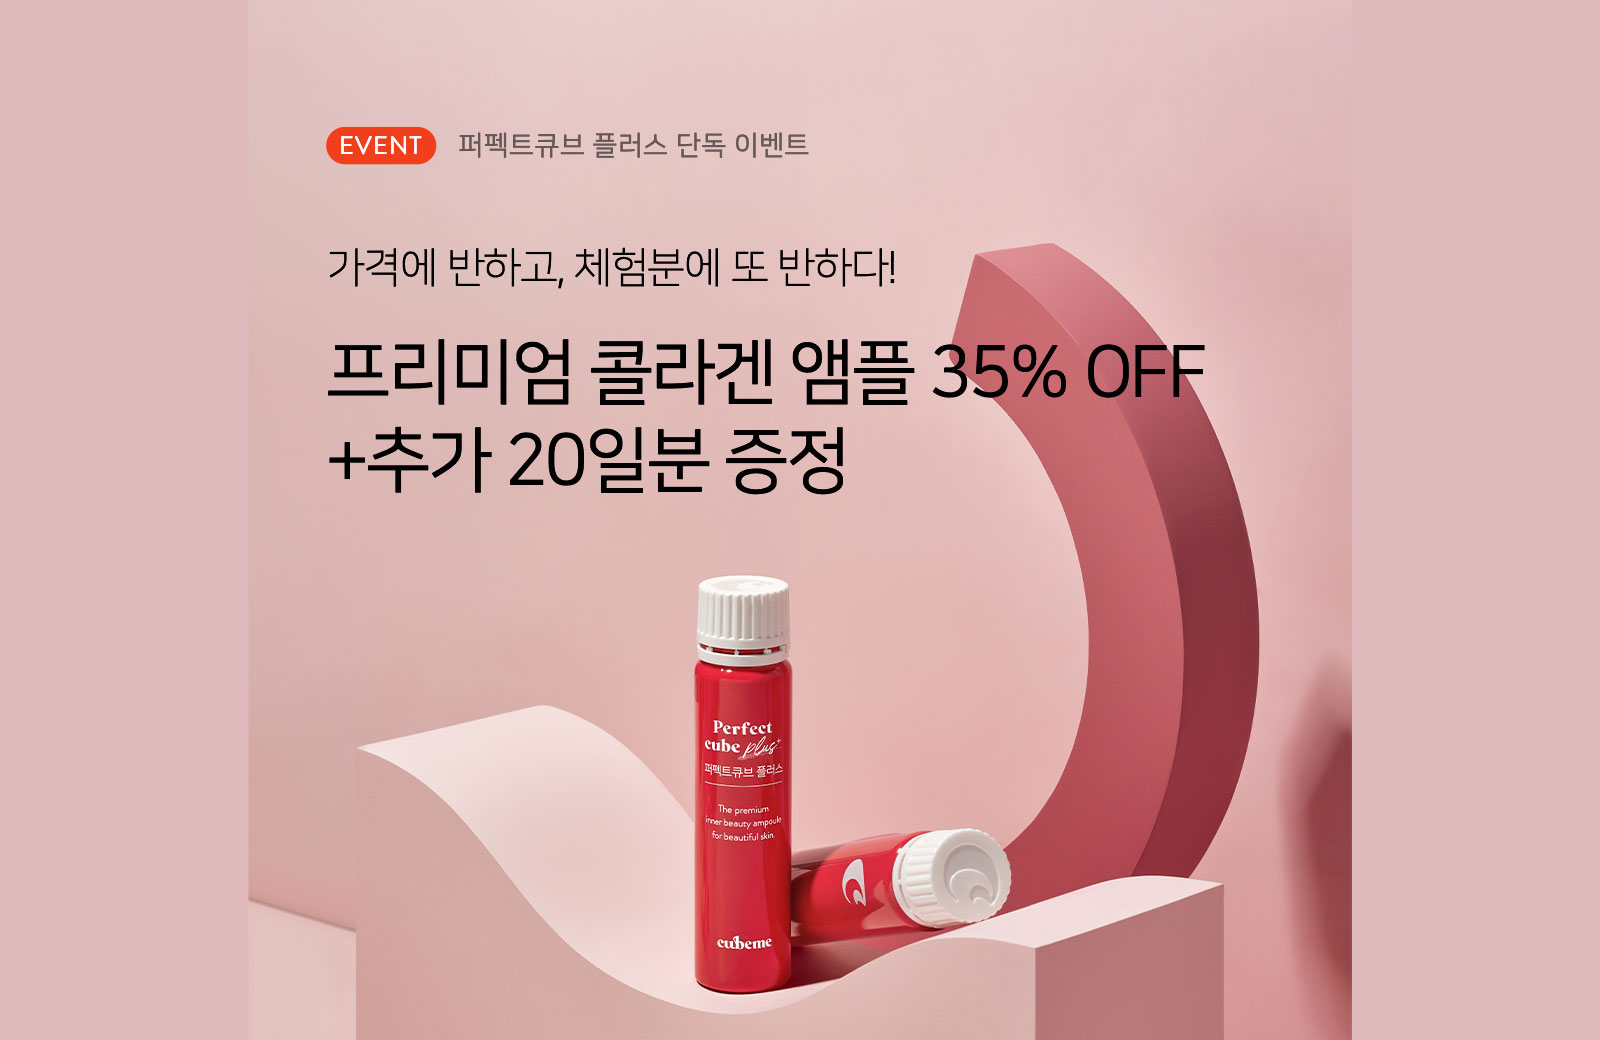 EVENT 퍼펙트큐브 플러스 단독 이벤트
가격에 반하고, 체험분에 또 반하다!
프리미엄 콜라겐 앰플 35% OFF
+추가 20일분 증정
Perfect
cube plus+
퍼펙트큐브 플러스
The premium
inner beauty ampoule
for beautiful skin.
cubeme